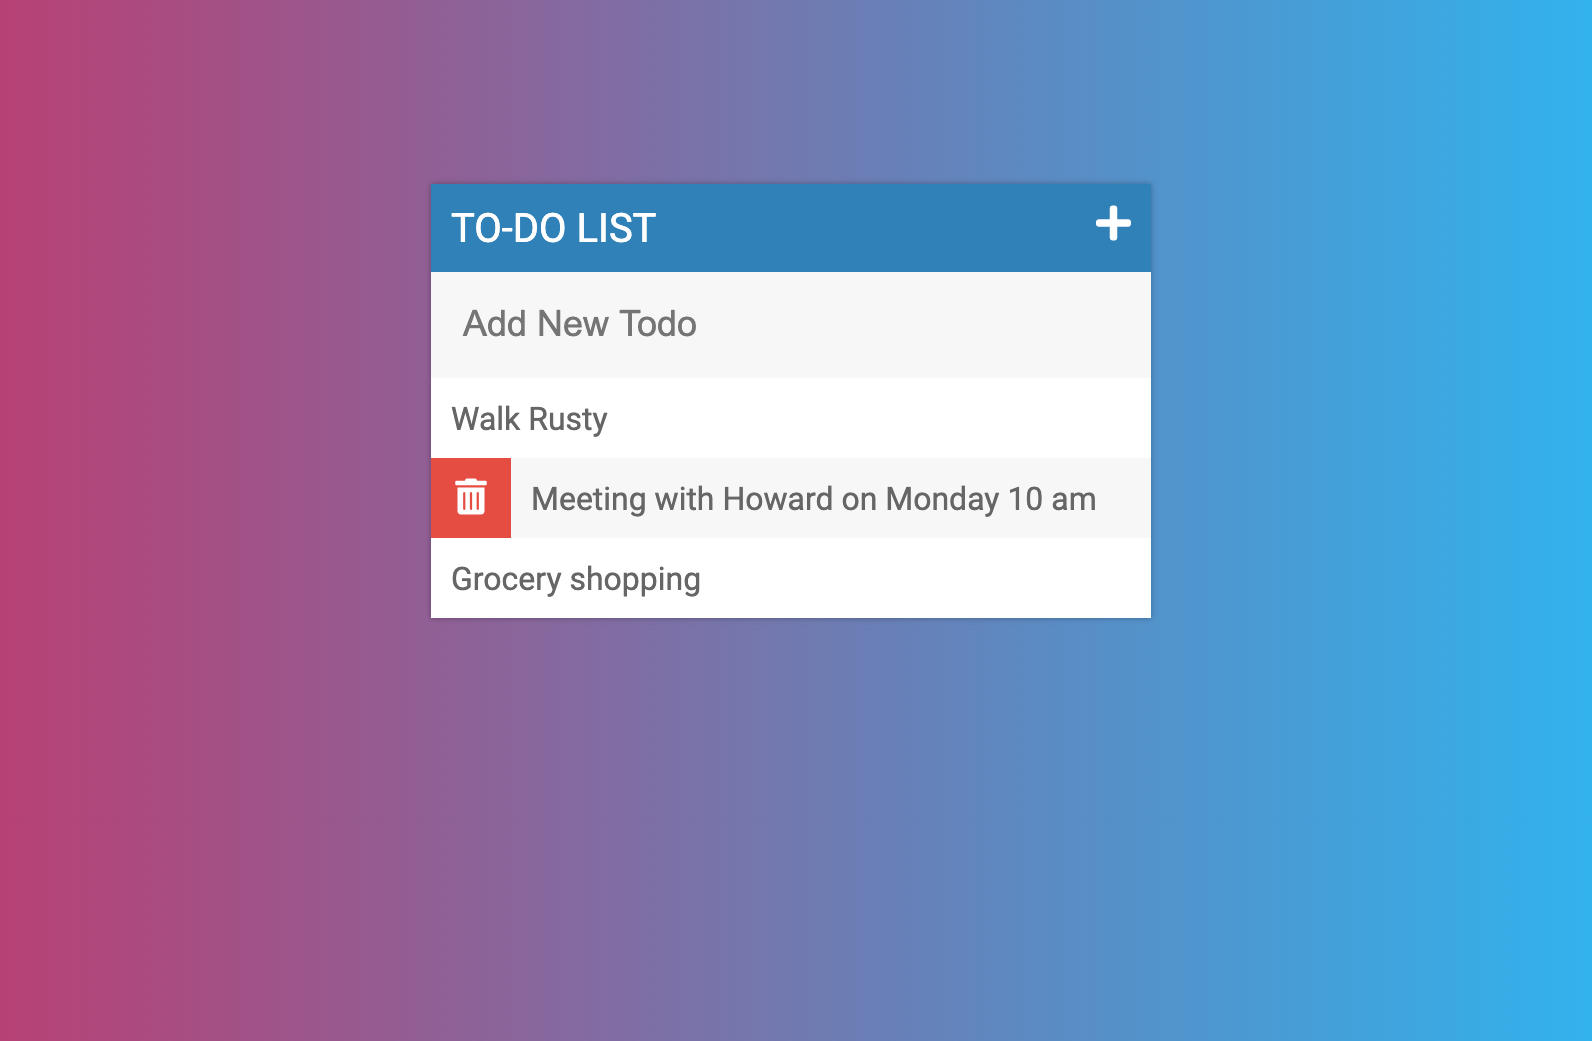 TO-DO LIST
Add New Todo
Walk Rusty
Meeting with Howard on Monday 10 am
Grocery shopping